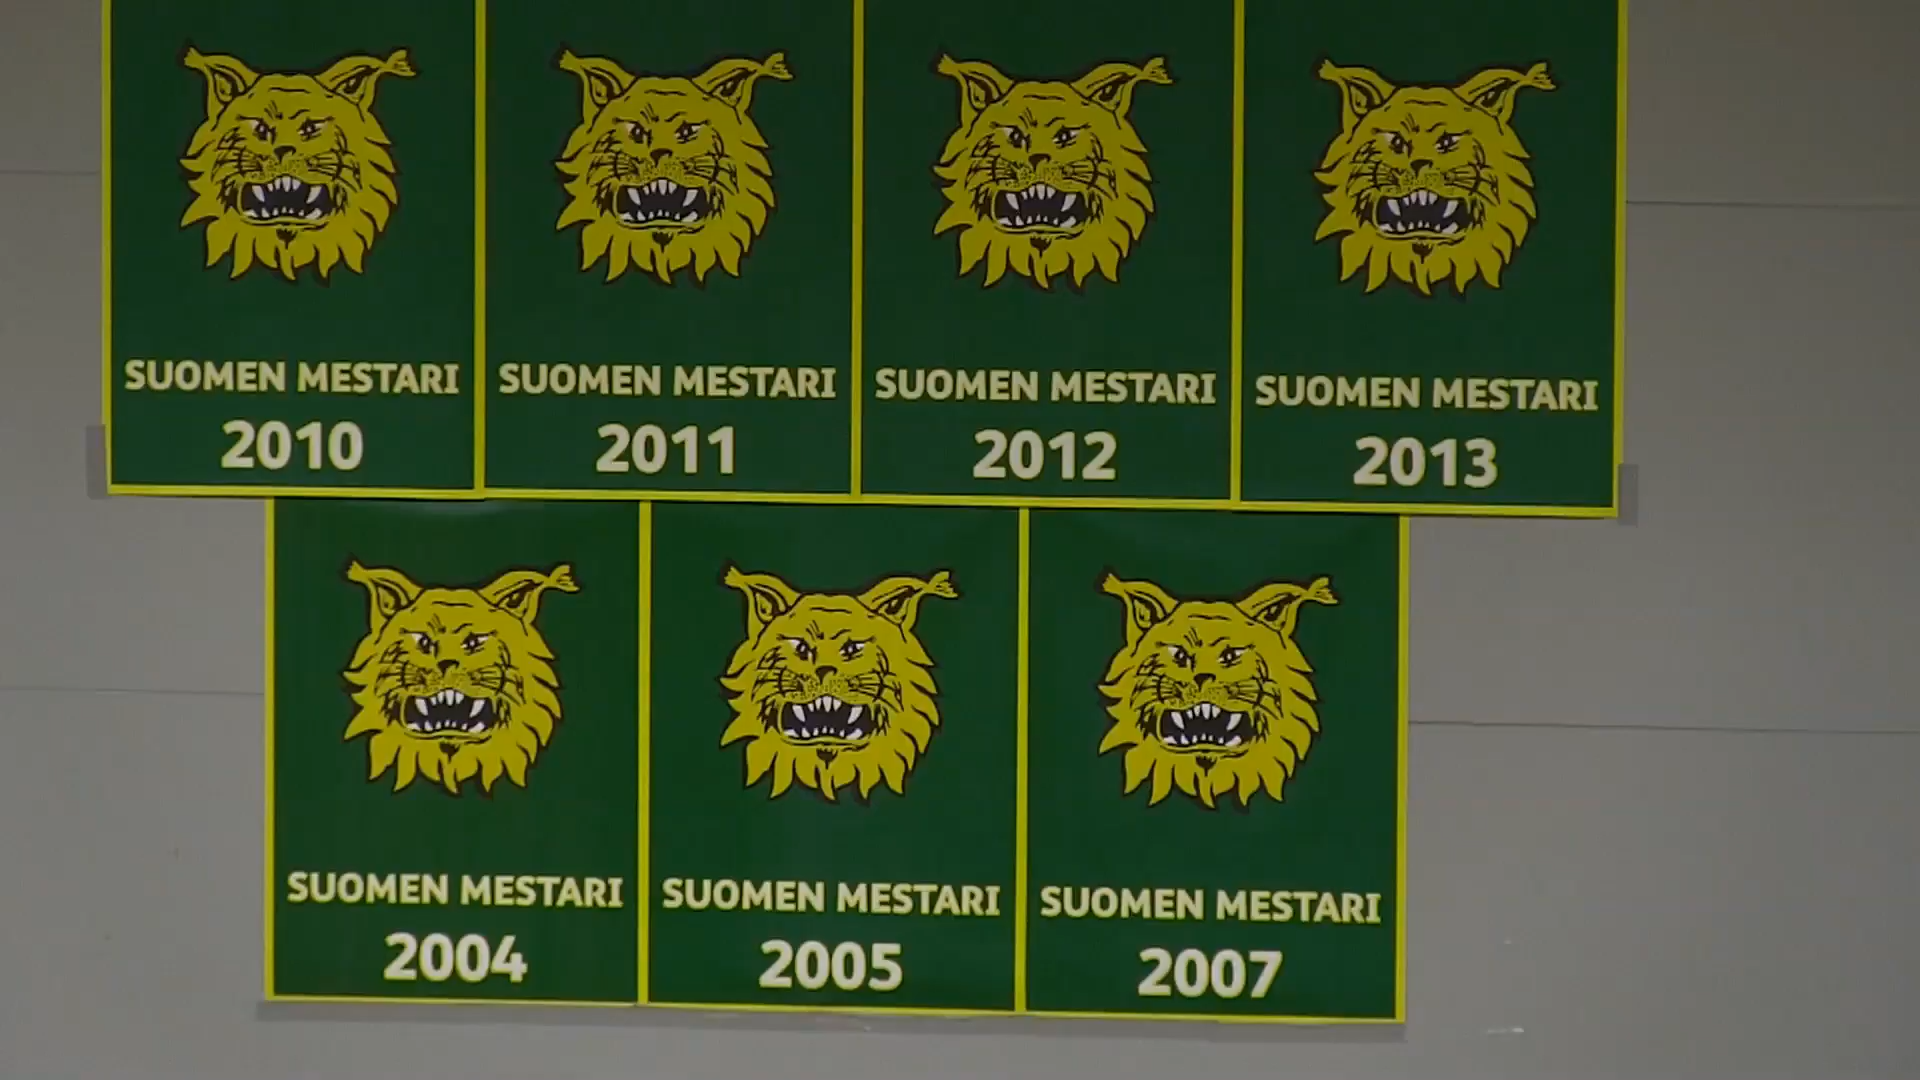 SUOMEN MESTARI
2010
SUOMEN MESTARI
2011
SUOMEN MESTARI
2012
SUOMEN MESTARI
2013
SUOMEN MESTARI
2004
SUOMEN MESTARI
2005
SUOMEN MESTARI
2007